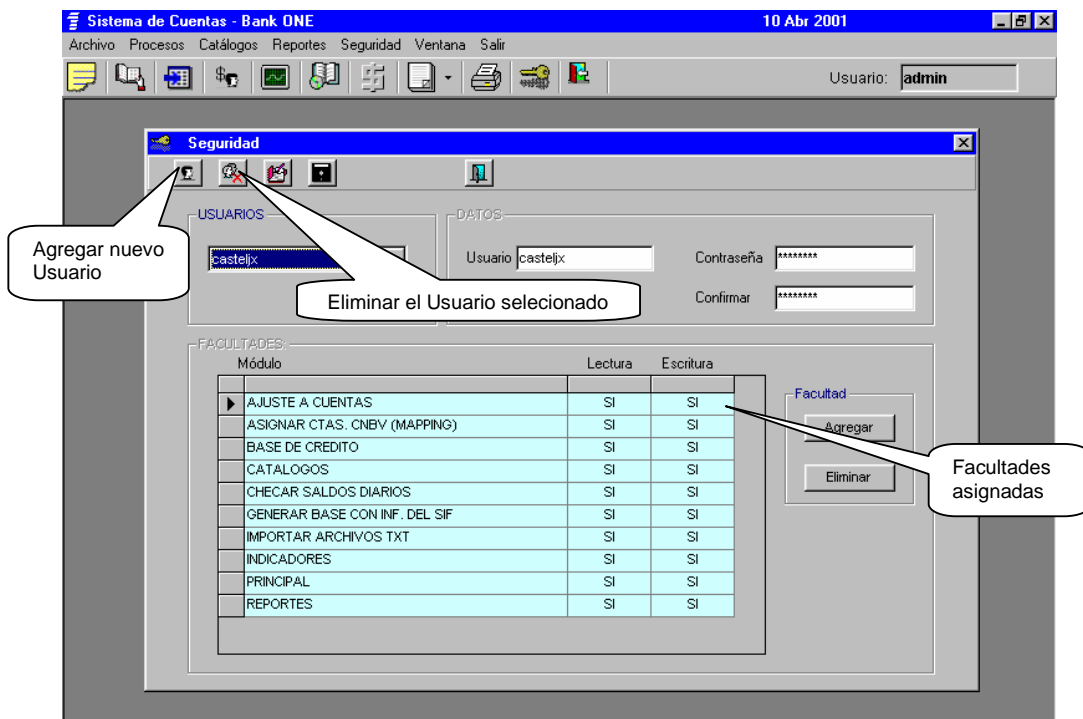 Sistema de Cuentas - Bank ONE 10 Abr 2001
Archivo Procesos Catálogos Reportes Seguridad Ventana Salir
Usuario: admin
Seguridad
Agregar nuevo
Usuario
Eliminar el Usuario selecionado
USUARIOS
casteljx
DATOS
Usuario casteljx
Contraseña ********
Confirmar ********
FACULTADES:
Módulo Lectura Escritura
AJUSTE A CUENTAS SI SI
ASIGNAR CTAS. CNBV (MAPPING) SI SI
BASE DE CREDITO SI SI
CATALOGOS SI SI
CHECAR SALDOS DIARIOS SI SI
GENERAR BASE CON INF. DEL SIF SI SI
IMPORTAR ARCHIVOS TXT SI SI
INDICADORES SI SI
PRINCIPAL SI SI
REPORTES SI SI
Facultad
Agregar
Eliminar
Facultades
asignadas